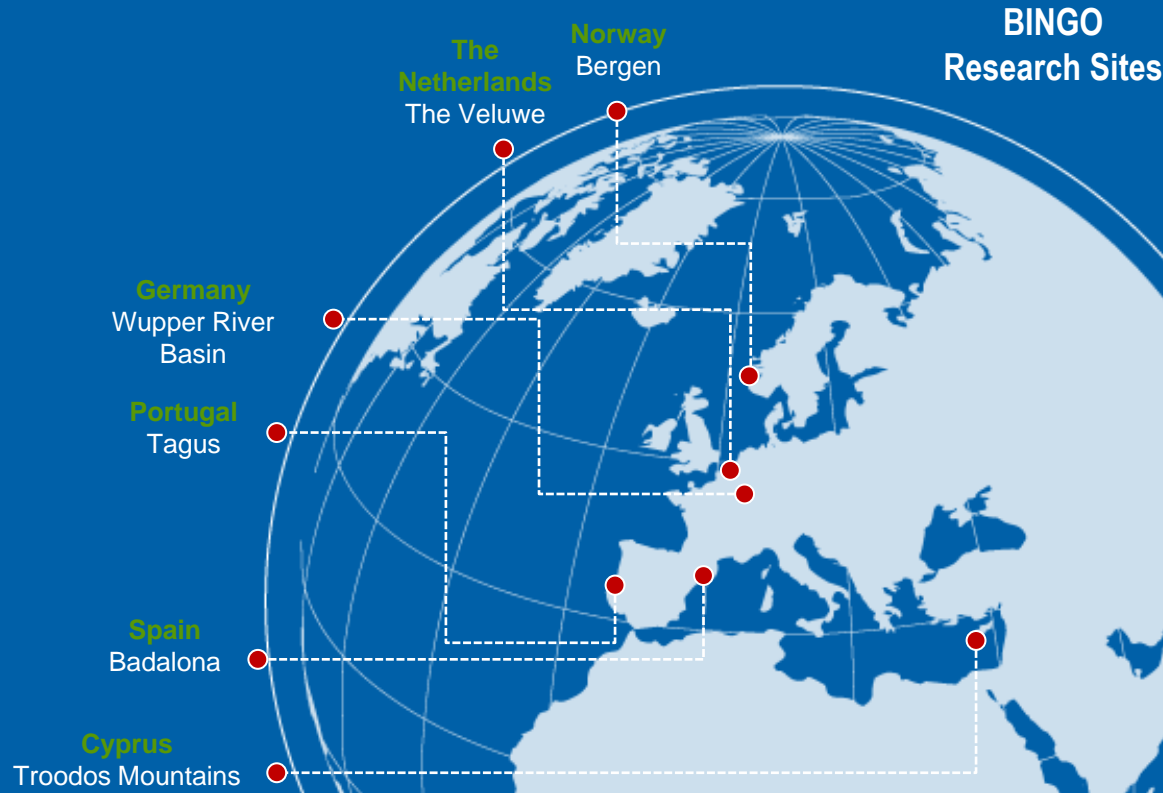 BINGO
Research Sites
Norway
Bergen
The
Netherlands
The Veluwe
Germany
Wupper River
Basin
Portugal
Tagus
Spain
Badalona
Cyprus
Troodos Mountains